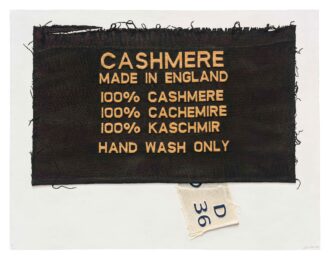 CASHMERE
MADE IN ENGLAND
100% CASHMERE
100% CACHEMIRE
100% KASCHMIR
HAND WASH ONLY
D
36